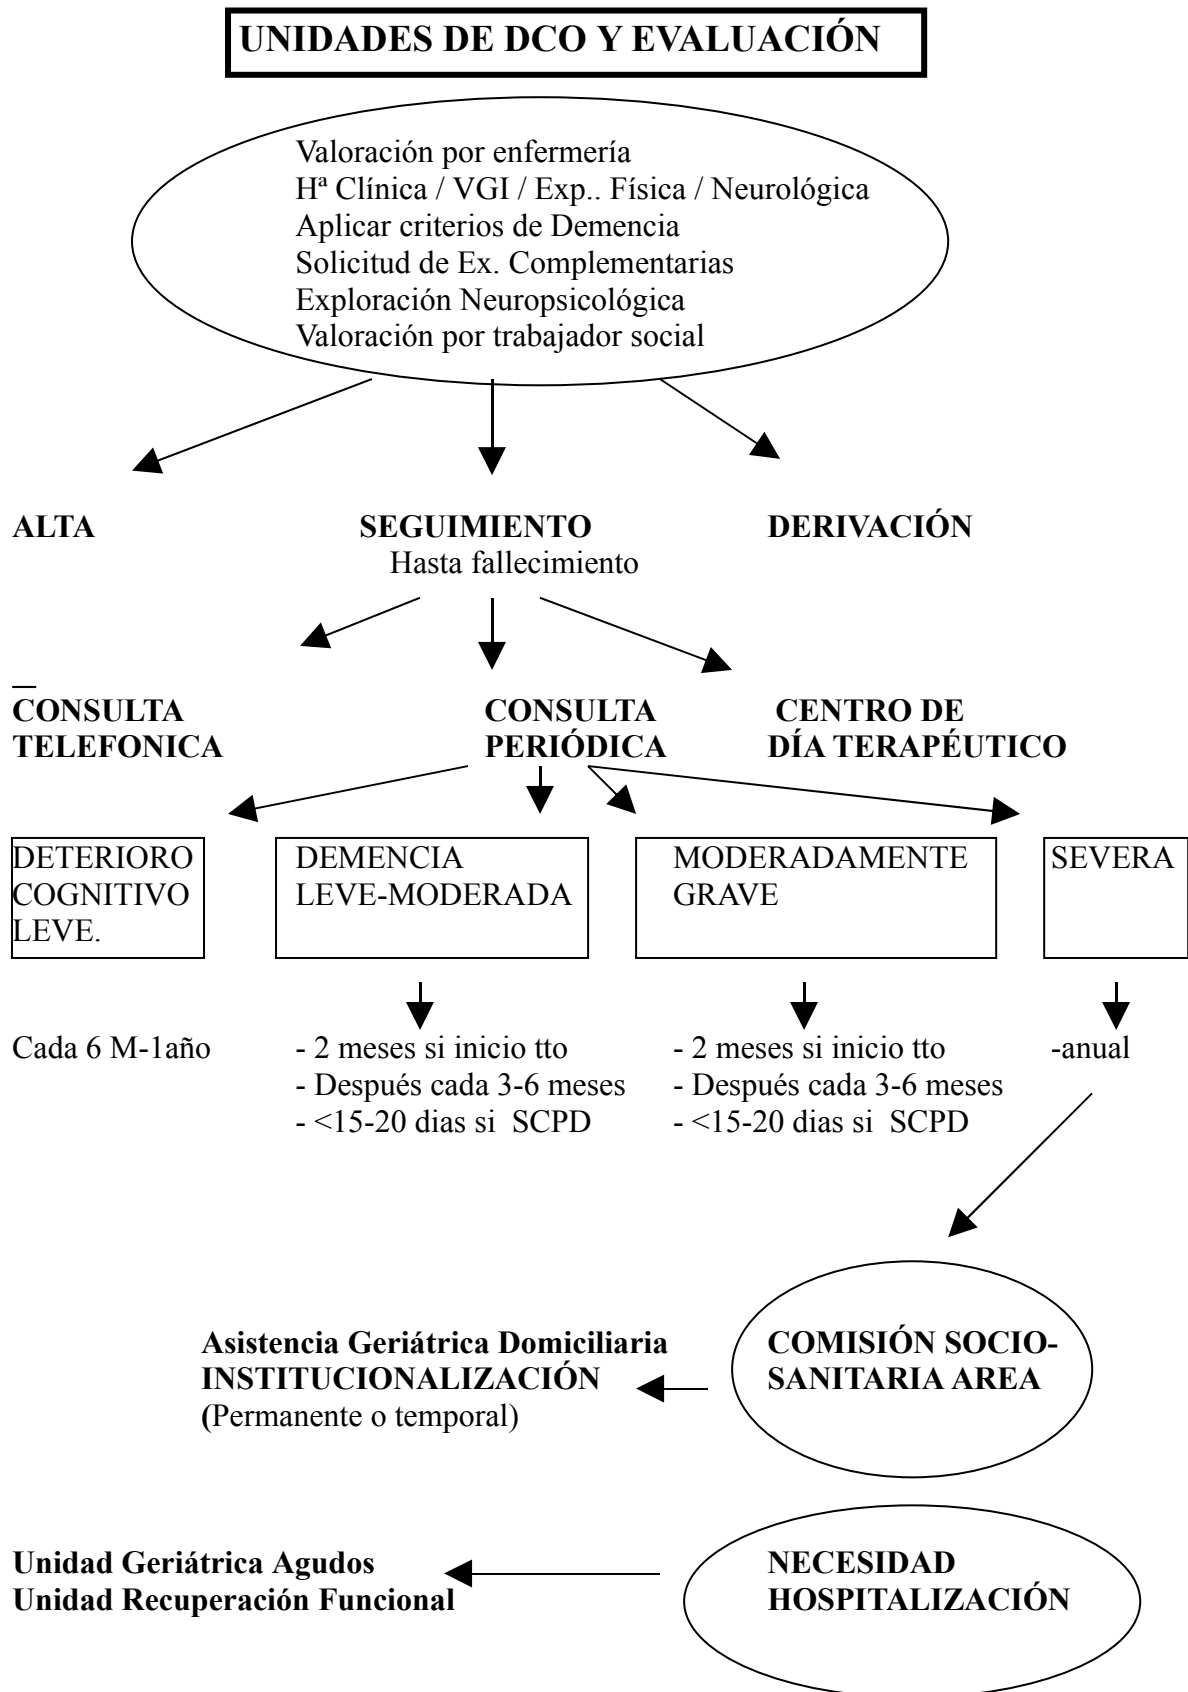 UNIDADES DE DCO Y EVALUACIÓN
Valoración por enfermería
Hª Clínica / VGI / Exp.. Física / Neurológica
Aplicar criterios de Demencia
Solicitud de Ex. Complementarias
Exploración Neuropsicológica
Valoración por trabajador social
ALTA
SEGUIMIENTO
Hasta fallecimiento
DERIVACIÓN
CONSULTA
TELEFONICA
CONSULTA
PERIÓDICA
CENTRO DE
DÍA TERAPÉUTICO
DETERIORO
COGNITIVO
LEVE.
DEMENCIA
LEVE-MODERADA
MODERADAMENTE
GRAVE
SEVERA
Cada 6 M-1año
- 2 meses si inicio tto
- Después cada 3-6 meses
- <15-20 dias si  SCPD
- 2 meses si inicio tto
- Después cada 3-6 meses
- <15-20 dias si  SCPD
-anual
COMISIÓN SOCIO-
SANITARIA AREA
Asistencia Geriátrica Domiciliaria
INSTITUCIONALIZACIÓN
(Permanente o temporal)
NECESIDAD
HOSPITALIZACIÓN
Unidad Geriátrica Agudos
Unidad Recuperación Funcional